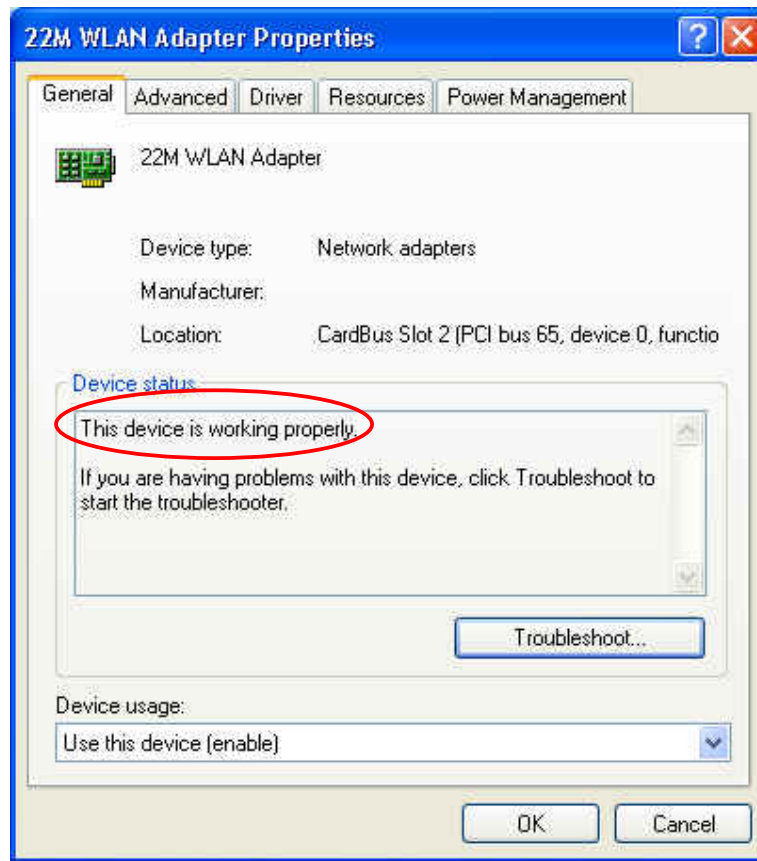 22M WLAN Adapter Properties
General Advanced Driver Resources Power Management
22M WLAN Adapter
Device type: Network adapters
Manufacturer:
Location: CardBus Slot 2 (PCI bus 65, device 0, functio
Device status
This device is working properly.
If you are having problems with this device, click Troubleshoot to
start the troubleshooter.
Troubleshoot...
Device usage:
Use this device (enable)
OK Cancel